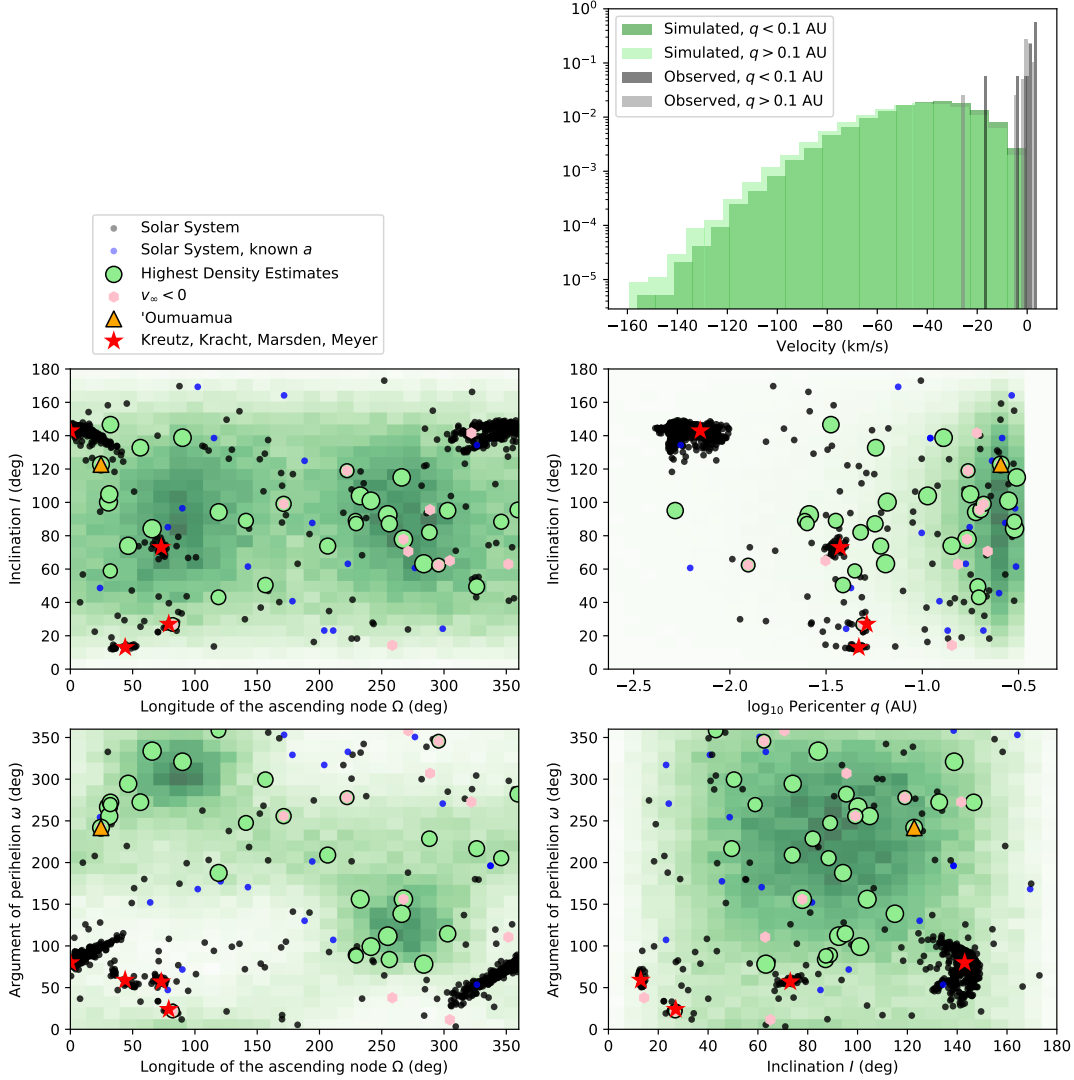 10⁰
10⁻¹
10⁻²
10⁻³
10⁻⁴
10⁻⁵
Simulated, q < 0.1 AU
Simulated, q > 0.1 AU
Observed, q < 0.1 AU
Observed, q > 0.1 AU
−160 −140 −120 −100 −80 −60 −40 −20 0
Velocity (km/s)
Solar System
Solar System, known a
Highest Density Estimates
v∞ < 0
'Oumuamua
Kreutz, Kracht, Marsden, Meyer
180
160
140
120
100
80
60
40
20
0
Inclination I (deg)
0 50 100 150 200 250 300 350
Longitude of the ascending node Ω (deg)
180
160
140
120
100
80
60
40
20
0
Inclination I (deg)
−2.5 −2.0 −1.5 −1.0 −0.5
log₁₀ Pericenter q (AU)
350
300
250
200
150
100
50
0
Argument of perihelion ω (deg)
0 50 100 150 200 250 300 350
Longitude of the ascending node Ω (deg)
350
300
250
200
150
100
50
0
Argument of perihelion ω (deg)
0 20 40 60 80 100 120 140 160 180
Inclination I (deg)